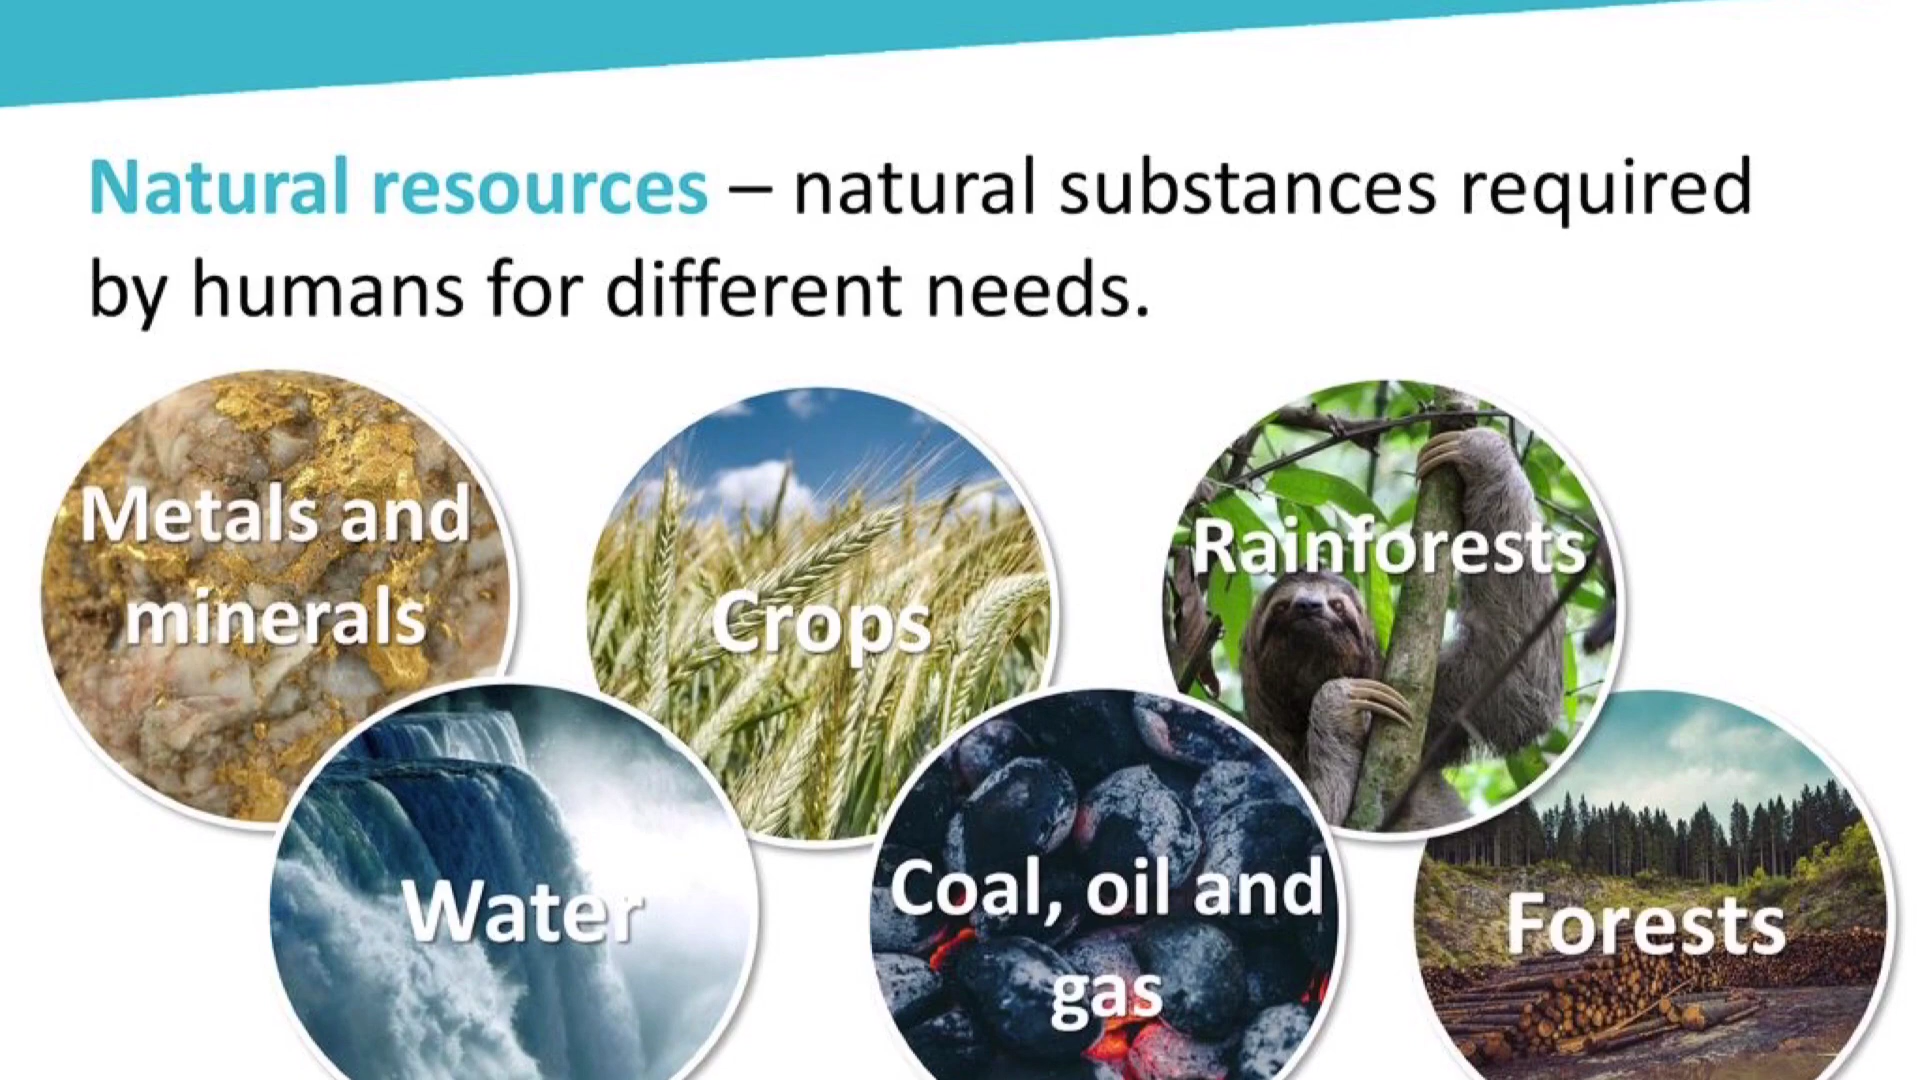 Natural resources – natural substances required
by humans for different needs.
Metals and
minerals
Crops
Rainforests
Water
Coal, oil and
gas
Forests